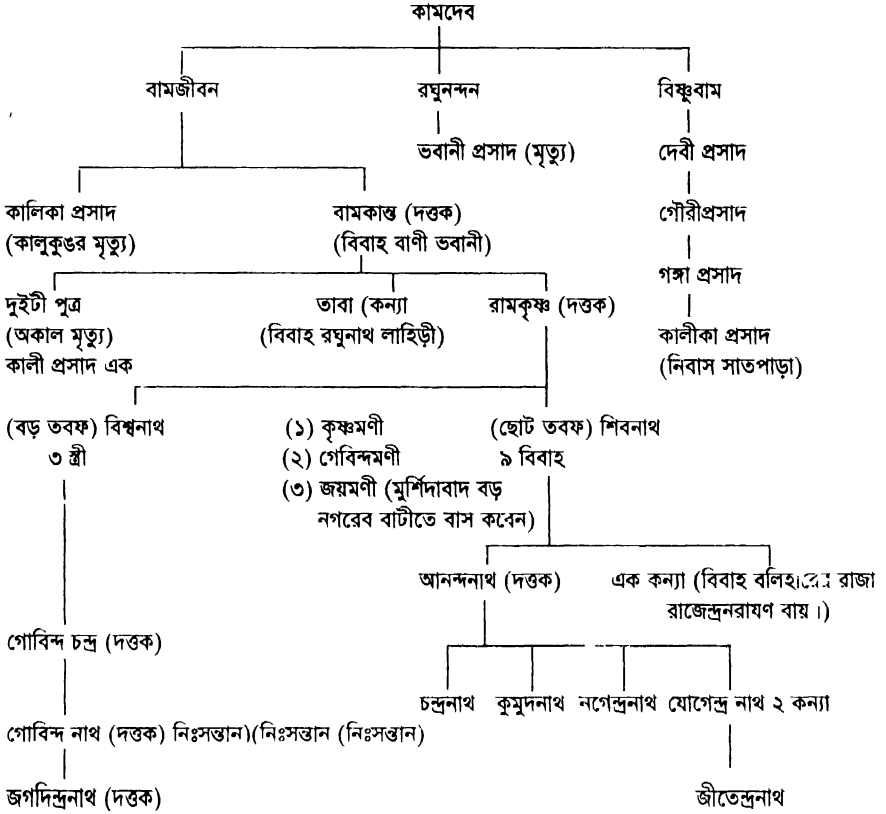 কামদেব
বামজীবন রঘুনন্দন বিষ্ণুবাম
ভবানী প্রসাদ (মৃত্যু) দেবী প্রসাদ
কালিকা প্রসাদ বামকান্ত (দত্তক) গৌরীপ্রসাদ
(কালুকুঙর মৃত্যু) (বিবাহ বাণী ভবানী)
গঙ্গা প্রসাদ
দুইটী পুত্র তাবা (কন্যা রামকৃষ্ণ (দত্তক)
(অকাল মৃত্যু) (বিবাহ রঘুনাথ লাহিড়ী) কালীকা প্রসাদ
কালী প্রসাদ এক (নিবাস সাতপাড়া)
(বড় তবফ) বিশ্বনাথ (১) কৃষ্ণমণী (ছোট তবফ) শিবনাথ
৩ স্ত্রী (২) গেবিন্দমণী ৯ বিবাহ
(৩) জয়মণী (মুর্শিদাবাদ বড়
নগরেব বাটীতে বাস কবেন)
আনন্দনাথ (দত্তক) এক কন্যা (বিবাহ রাজা
রাজেন্দ্রনরাযণ বায়।)
গোবিন্দ চন্দ্র (দত্তক)
চন্দ্রনাথ কুমুদনাথ নগেন্দ্রনাথ যোগেন্দ্র নাথ ২ কন্যা
গোবিন্দ নাথ (দত্তক) নিঃসন্তান)(নিঃসন্তান (নিঃসন্তান)
জগদিন্দ্রনাথ (দত্তক) জীতেন্দ্রনাথ